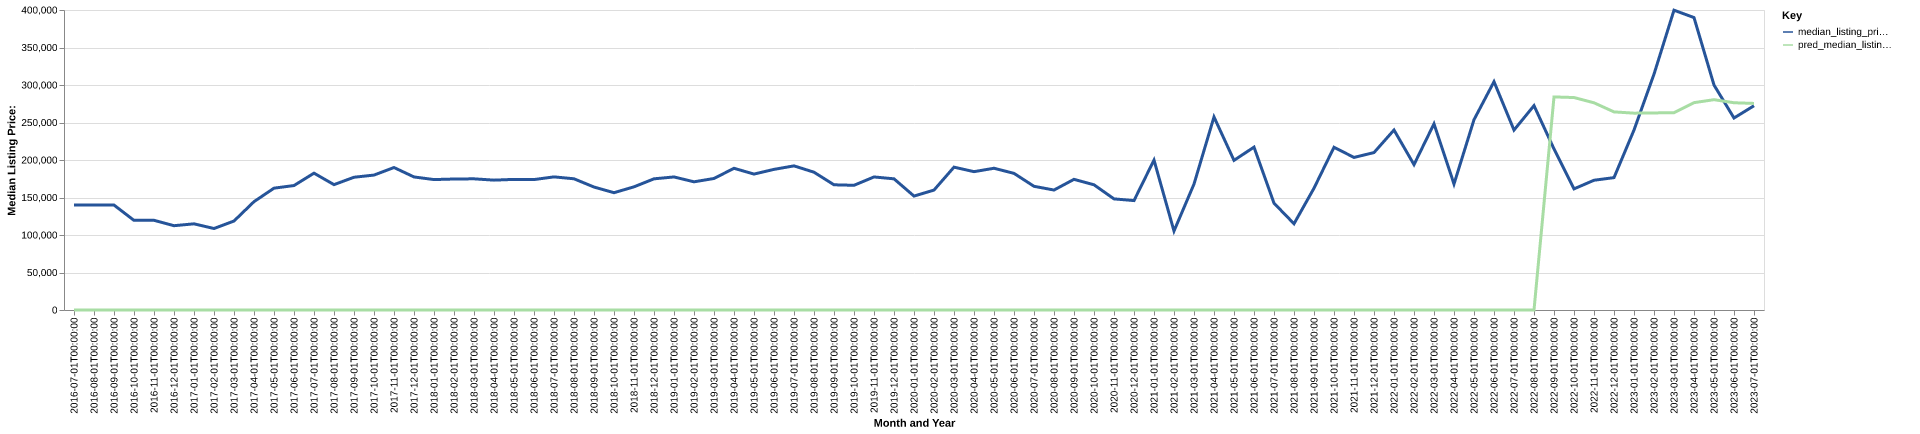 400,000
350,000
300,000
250,000
200,000
150,000
100,000
50,000
0
Median Listing Price:
2016-07-01T00:00:00
2016-08-01T00:00:00
2016-09-01T00:00:00
2016-10-01T00:00:00
2016-11-01T00:00:00
2016-12-01T00:00:00
2017-01-01T00:00:00
2017-02-01T00:00:00
2017-03-01T00:00:00
2017-04-01T00:00:00
2017-05-01T00:00:00
2017-06-01T00:00:00
2017-07-01T00:00:00
2017-08-01T00:00:00
2017-09-01T00:00:00
2017-10-01T00:00:00
2017-11-01T00:00:00
2017-12-01T00:00:00
2018-01-01T00:00:00
2018-02-01T00:00:00
2018-03-01T00:00:00
2018-04-01T00:00:00
2018-05-01T00:00:00
2018-06-01T00:00:00
2018-07-01T00:00:00
2018-08-01T00:00:00
2018-09-01T00:00:00
2018-10-01T00:00:00
2018-11-01T00:00:00
2018-12-01T00:00:00
2019-01-01T00:00:00
2019-02-01T00:00:00
2019-03-01T00:00:00
2019-04-01T00:00:00
2019-05-01T00:00:00
2019-06-01T00:00:00
2019-07-01T00:00:00
2019-08-01T00:00:00
2019-09-01T00:00:00
2019-10-01T00:00:00
2019-11-01T00:00:00
2019-12-01T00:00:00
2020-01-01T00:00:00
2020-02-01T00:00:00
2020-03-01T00:00:00
2020-04-01T00:00:00
2020-05-01T00:00:00
2020-06-01T00:00:00
2020-07-01T00:00:00
2020-08-01T00:00:00
2020-09-01T00:00:00
2020-10-01T00:00:00
2020-11-01T00:00:00
2020-12-01T00:00:00
2021-01-01T00:00:00
2021-02-01T00:00:00
2021-03-01T00:00:00
2021-04-01T00:00:00
2021-05-01T00:00:00
2021-06-01T00:00:00
2021-07-01T00:00:00
2021-08-01T00:00:00
2021-09-01T00:00:00
2021-10-01T00:00:00
2021-11-01T00:00:00
2021-12-01T00:00:00
2022-01-01T00:00:00
2022-02-01T00:00:00
2022-03-01T00:00:00
2022-04-01T00:00:00
2022-05-01T00:00:00
2022-06-01T00:00:00
2022-07-01T00:00:00
2022-08-01T00:00:00
2022-09-01T00:00:00
2022-10-01T00:00:00
2022-11-01T00:00:00
2022-12-01T00:00:00
2023-01-01T00:00:00
2023-02-01T00:00:00
2023-03-01T00:00:00
2023-04-01T00:00:00
2023-05-01T00:00:00
2023-06-01T00:00:00
2023-07-01T00:00:00
Month and Year
Key
median_listing_pri…
pred_median_listin…